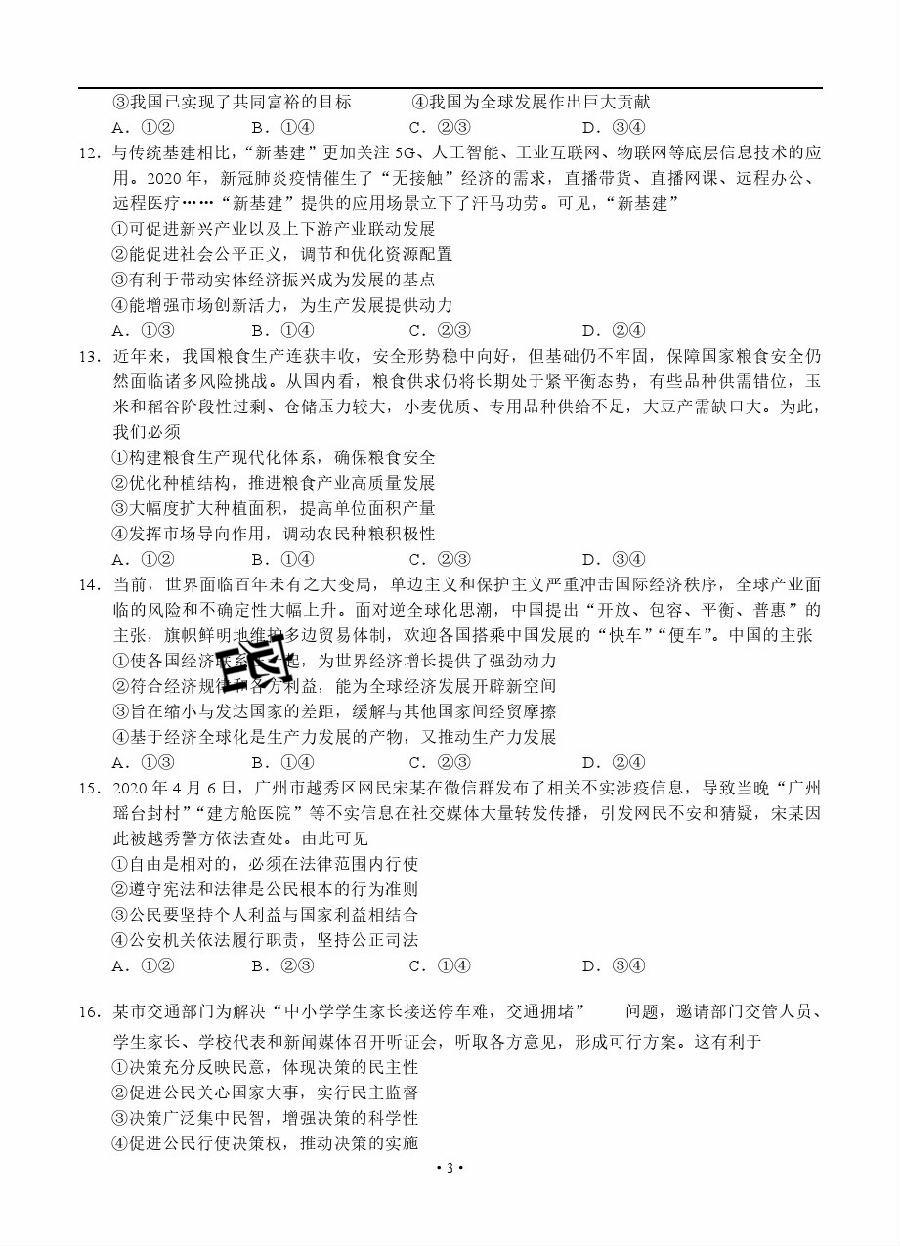 ③我国已实现了共同富裕的目标 ④我国为全球发展作出巨大贡献
A．①② B．①④ C．②③ D．③④
12．与传统基建相比，“新基建”更加关注 5G、人工智能、工业互联网、物联网等底层信息技术的应
用。2020 年，新冠肺炎疫情催生了“无接触”经济的需求，直播带货、直播网课、远程办公、
远程医疗……“新基建”提供的应用场景立下了汗马功劳。可见，“新基建”
①可促进新兴产业以及上下游产业联动发展
②能促进社会公平正义，调节和优化资源配置
③有利于带动实体经济振兴成为发展的基点
④能增强市场创新活力，为生产发展提供动力
A．①③ B．①④ C．②③ D．②④
13．近年来，我国粮食生产连获丰收，安全形势稳中向好，但基础仍不牢固，保障国家粮食安全仍
然面临诸多风险挑战。从国内看，粮食供求仍将长期处于紧平衡态势，有些品种供需错位，玉
米和稻谷阶段性过剩、仓储压力较大，小麦优质、专用品种供给不足，大豆产需缺口大。为此，
我们必须
①构建粮食生产现代化体系，确保粮食安全
②优化种植结构，推进粮食产业高质量发展
③大幅度扩大种植面积，提高单位面积产量
④发挥市场导向作用，调动农民种粮积极性
A．①② B．①④ C．②③ D．③④
14．当前，世界面临百年未有之大变局，单边主义和保护主义严重冲击国际经济秩序，全球产业面
临的风险和不确定性大幅上升。面对逆全球化思潮，中国提出“开放、包容、平衡、普惠”的
主张，旗帜鲜明地维护多边贸易体制，欢迎各国搭乘中国发展的“快车”“便车”。中国的主张
①使各国经济联系在一起，为世界经济增长提供了强劲动力
②符合经济规律和各方利益，能为全球经济发展开辟新空间
③旨在缩小与发达国家的差距，缓解与其他国家间经贸摩擦
④基于经济全球化是生产力发展的产物，又推动生产力发展
A．①③ B．①④ C．②③ D．②④
15．2020 年 4 月 6 日，广州市越秀区网民宋某在微信群发布了相关不实涉疫信息，导致当晚“广州
瑶台封村”“建方舱医院”等不实信息在社交媒体大量转发传播，引发网民不安和猜疑，宋某因
此被越秀警方依法查处。由此可见
①自由是相对的，必须在法律范围内行使
②遵守宪法和法律是公民根本的行为准则
③公民要坚持个人利益与国家利益相结合
④公安机关依法履行职责，坚持公正司法
A．①② B．②③ C．①④ D．③④
16．某市交通部门为解决“中小学学生家长接送停车难，交通拥堵” 问题，邀请部门交管人员、
学生家长、学校代表和新闻媒体召开听证会，听取各方意见，形成可行方案。这有利于
①决策充分反映民意，体现决策的民主性
②促进公民关心国家大事，实行民主监督
③决策广泛集中民智，增强决策的科学性
④促进公民行使决策权，推动决策的实施
• 3 •